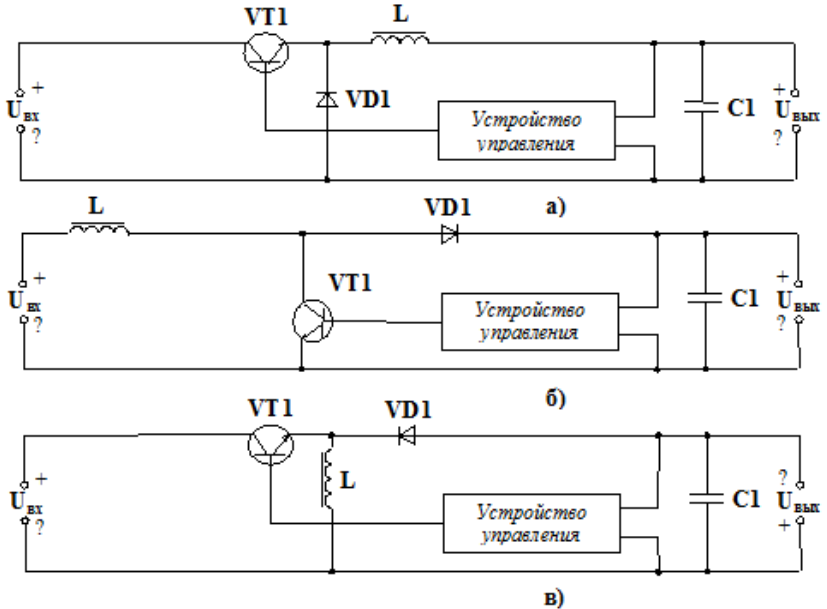 VT1
L
+
Uвх
?
VD1
Устройство
управления
C1
+
Uвых
?
а)
L
VD1
+
Uвх
?
VT1
Устройство
управления
C1
+
Uвых
?
б)
VT1
VD1
+
Uвх
?
L
Устройство
управления
C1
?
Uвых
+
в)